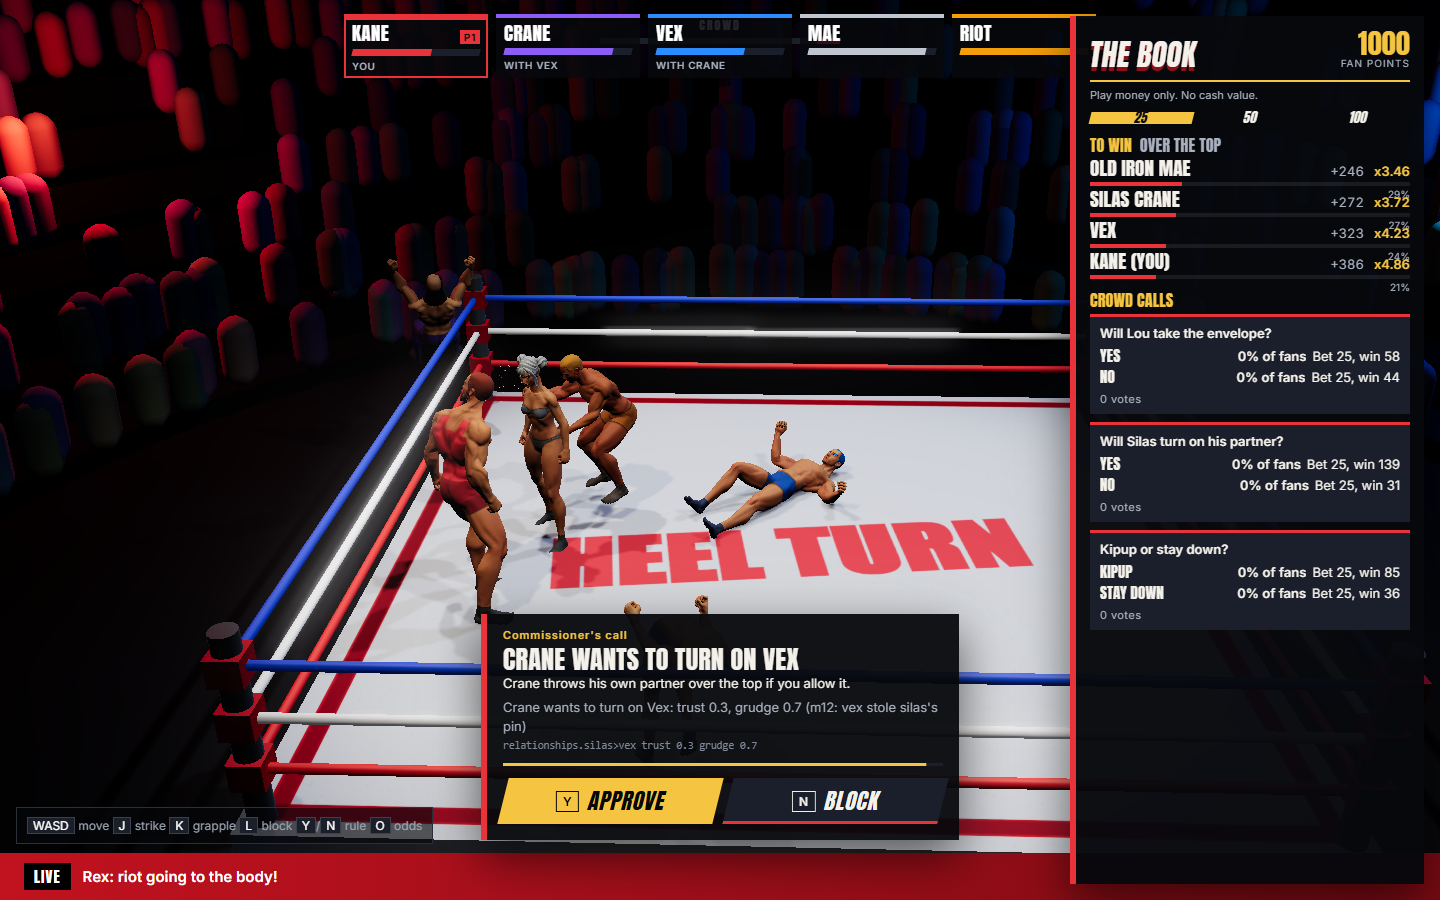 KANE P1
YOU
CRANE
WITH VEX
CROWD
VEX
WITH CRANE
MAE
RIOT
THE BOOK
1000
FAN POINTS
Play money only. No cash value.
25 50 100
TO WIN OVER THE TOP
OLD IRON MAE +246 x3.46
29%
SILAS CRANE +272 x3.72
27%
VEX +323 x4.23
24%
KANE (YOU) +386 x4.86
21%
CROWD CALLS
Will Lou take the envelope?
YES 0% of fans Bet 25, win 58
NO 0% of fans Bet 25, win 44
0 votes
Will Silas turn on his partner?
YES 0% of fans Bet 25, win 139
NO 0% of fans Bet 25, win 31
0 votes
Kipup or stay down?
KIPUP 0% of fans Bet 25, win 85
STAY DOWN 0% of fans Bet 25, win 36
0 votes
HEEL TURN
Commissioner's call
CRANE WANTS TO TURN ON VEX
Crane throws his own partner over the top if you allow it.
Crane wants to turn on Vex: trust 0.3, grudge 0.7 (m12: vex stole silas's
pin)
relationships.silas>vex trust 0.3 grudge 0.7
Y APPROVE N BLOCK
WASD move J strike K grapple L block Y / N rule O odds
LIVE Rex: riot going to the body!